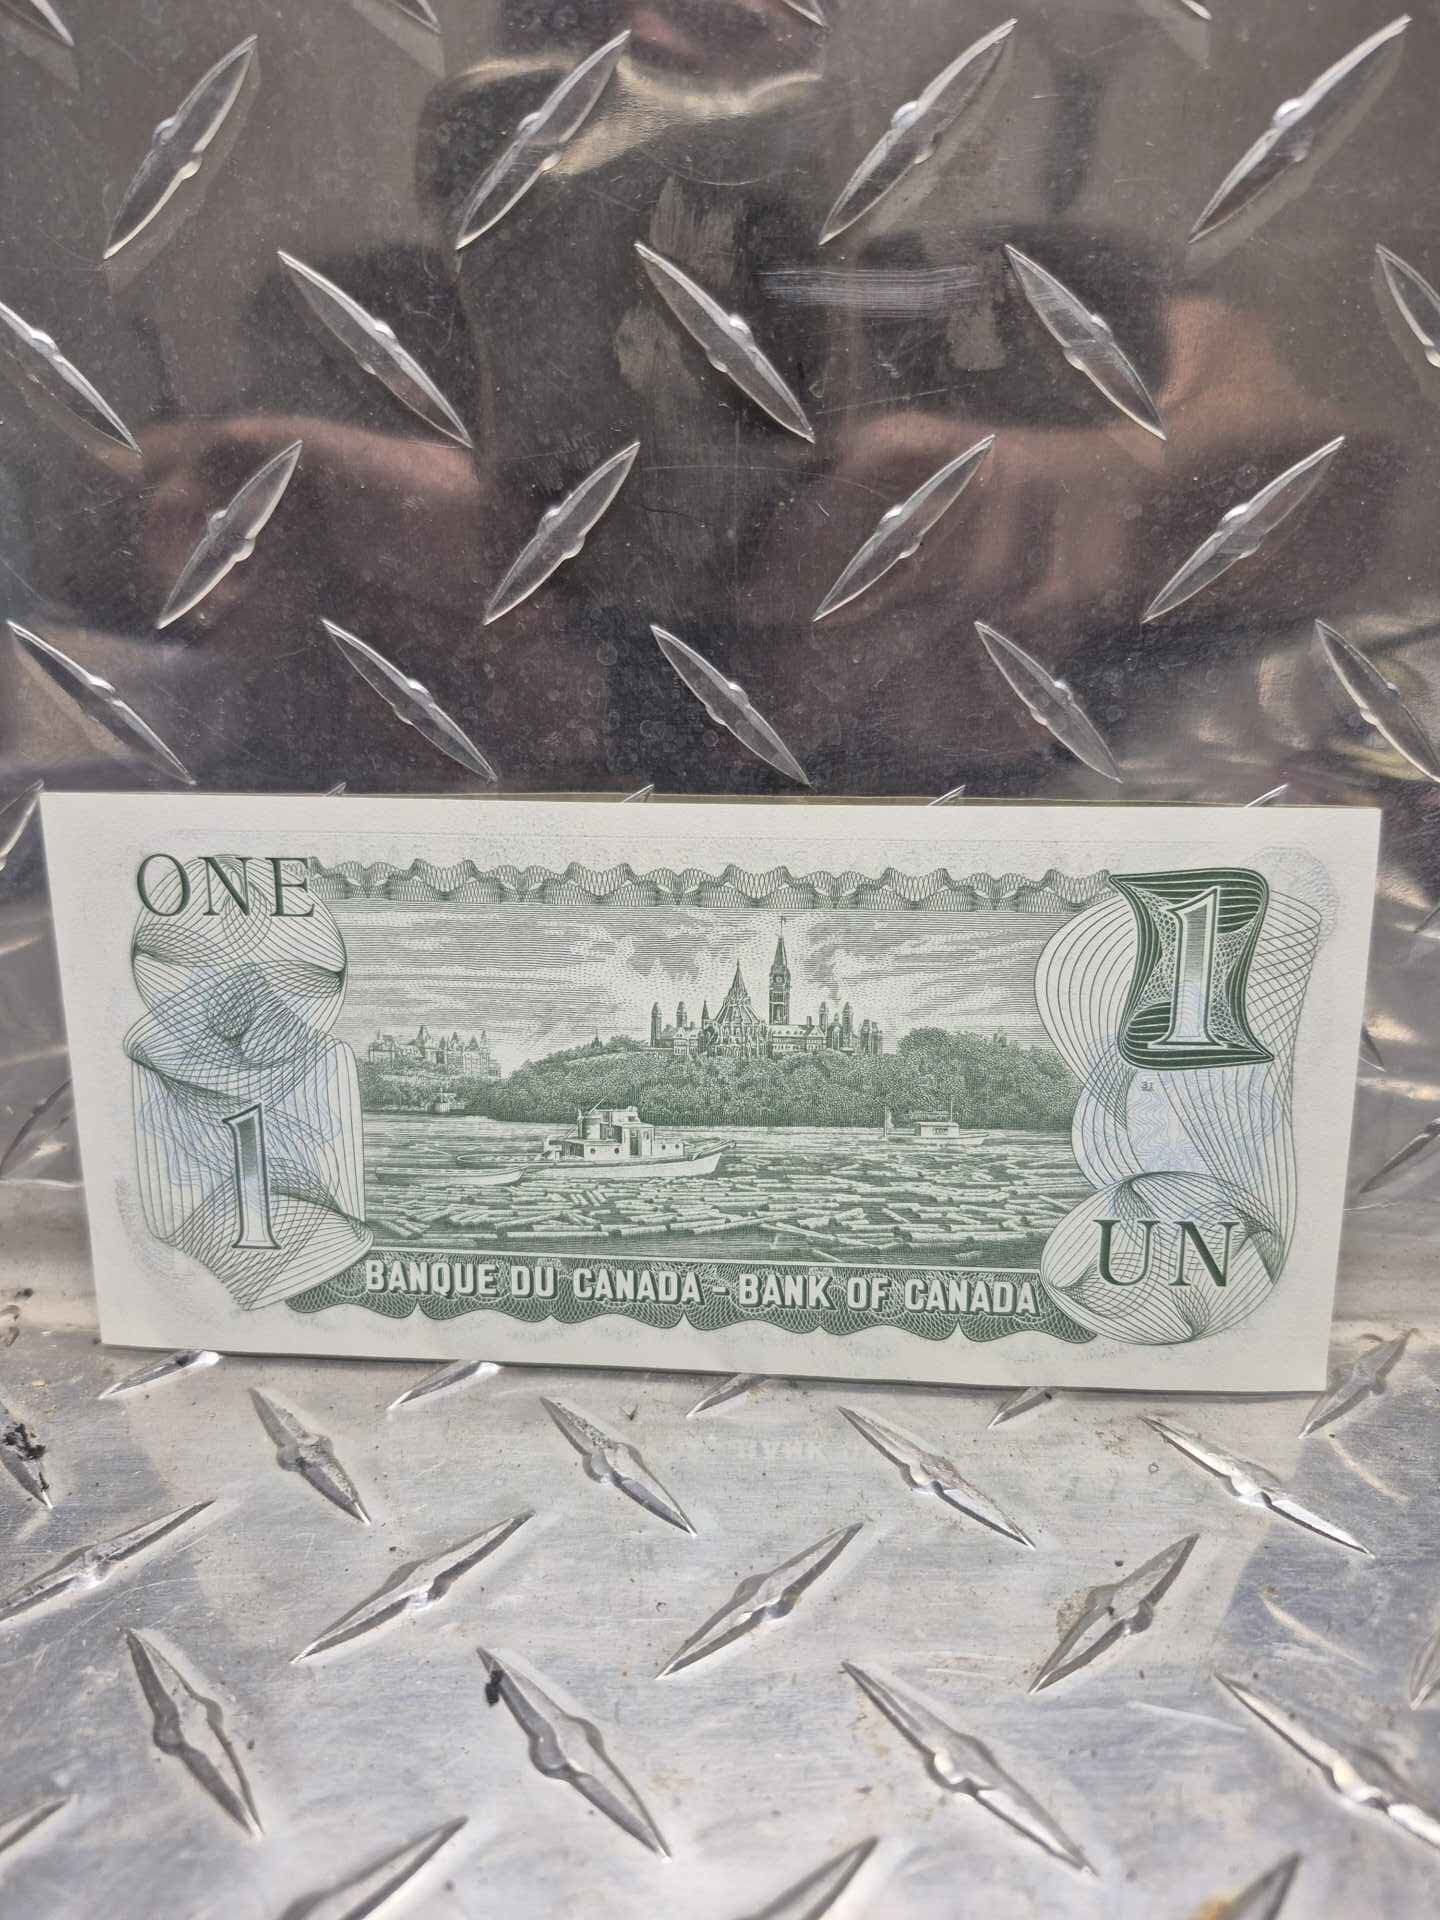 ONE
1
1
UN
BANQUE DU CANADA - BANK OF CANADA